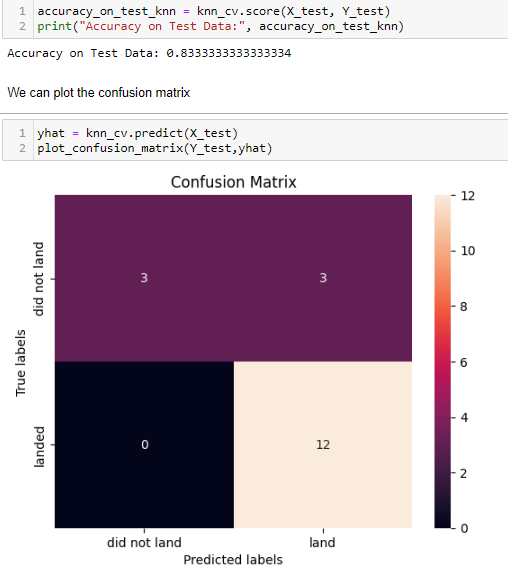 1 accuracy_on_test_knn = knn_cv.score(X_test, Y_test)
2 print("Accuracy on Test Data:", accuracy_on_test_knn)
Accuracy on Test Data: 0.8333333333333334
We can plot the confusion matrix
1 yhat = knn_cv.predict(X_test)
2 plot_confusion_matrix(Y_test,yhat)
Confusion Matrix
True labels
did not land
3 3
landed
0 12
did not land land
Predicted labels
12
10
8
6
4
2
0